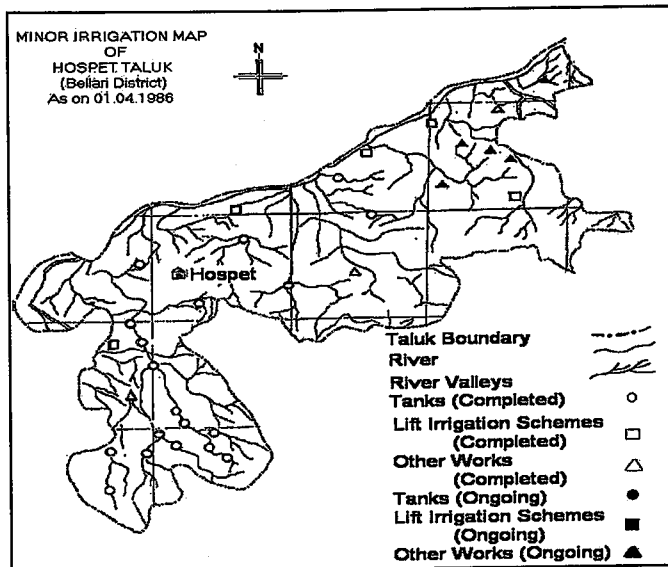 MINOR IRRIGATION MAP
OF
HOSPET TALUK
(Bellari District)
As on 01.04.1986
N
Hospet
Taluk Boundary
River
River Valleys
Tanks (Completed)
Lift Irrigation Schemes
(Completed)
Other Works
(Completed)
Tanks (Ongoing)
Lift Irrigation Schemes
(Ongoing)
Other Works (Ongoing)